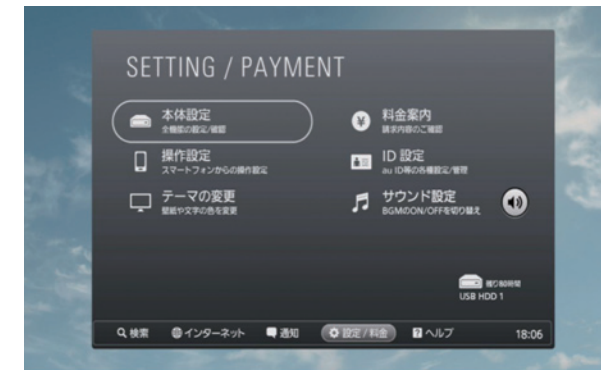 SETTING / PAYMENT
本体設定
全機能の設定/確認
料金案内
請求内容のご確認
操作設定
スマートフォンからの操作設定
ID 設定
au ID等の各種設定/管理
テーマの変更
壁紙や文字の色を変更
サウンド設定
BGMのON/OFFを切り替え
残り80時間
USB HDD 1
検索 インターネット 通知 設定/料金 ヘルプ 18:06